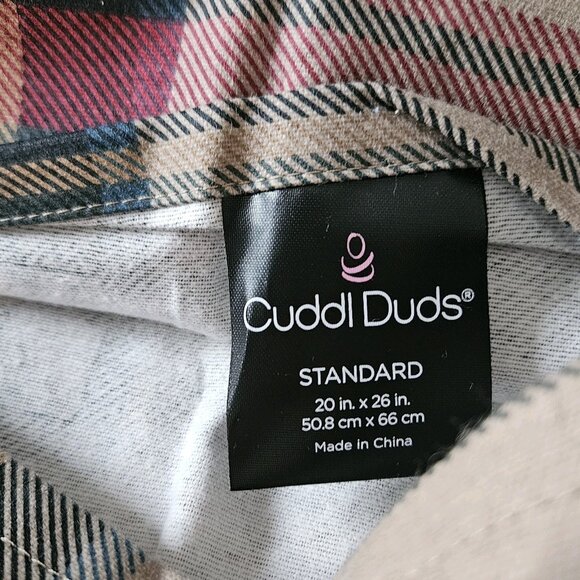 Cuddl Duds®
STANDARD
20 in. x 26 in.
50.8 cm x 66 cm
Made in China